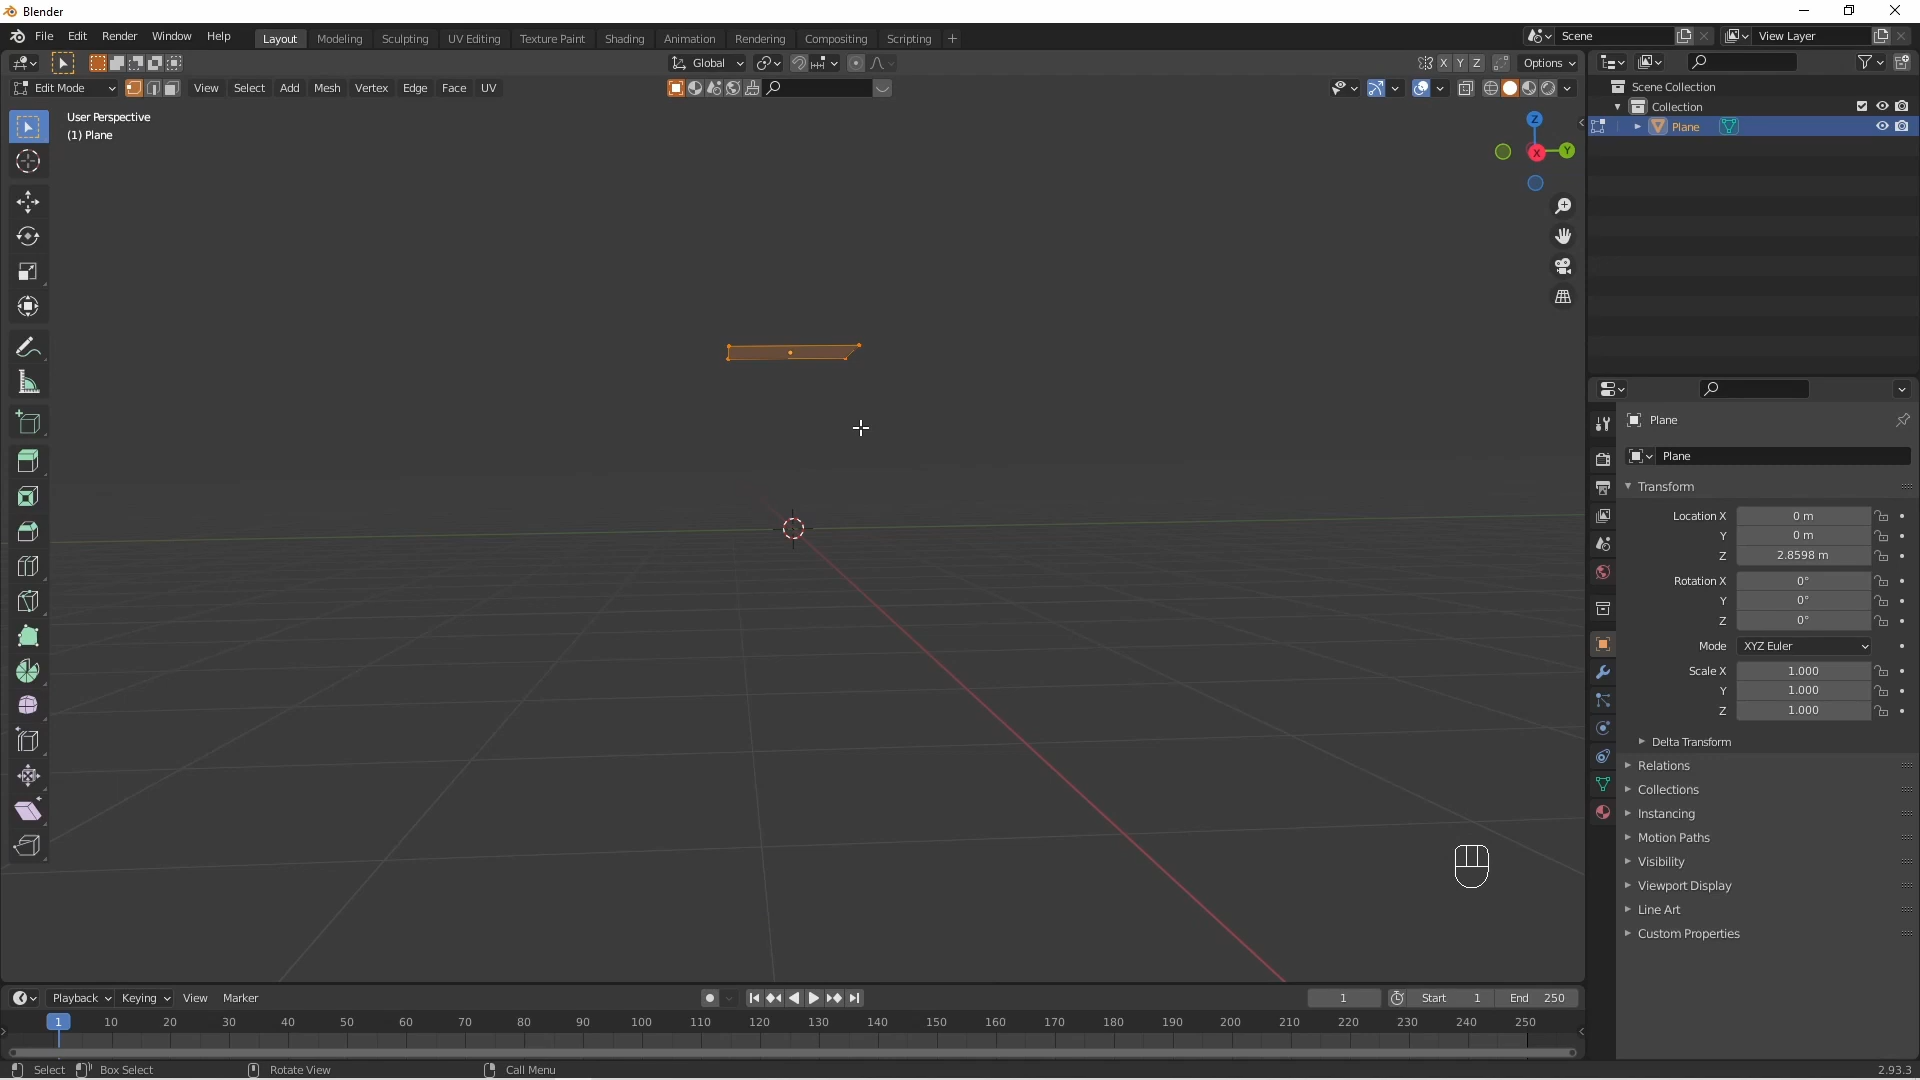 Blender
File Edit Render Window Help
Layout Modeling Sculpting UV Editing Texture Paint Shading Animation Rendering Compositing Scripting +
Scene
View Layer
Global
X Y Z
Options
Edit Mode
View Select Add Mesh Vertex Edge Face UV
User Perspective
(1) Plane
Z
X
Y
Scene Collection
Collection
Plane
Plane
Plane
Transform
Location X 0 m
Y 0 m
Z 2.8598 m
Rotation X 0°
Y 0°
Z 0°
Mode XYZ Euler
Scale X 1.000
Y 1.000
Z 1.000
Delta Transform
Relations
Collections
Instancing
Motion Paths
Visibility
Viewport Display
Line Art
Custom Properties
Playback Keying View Marker
1
Start 1
End 250
1 10 20 30 40 50 60 70 80 90 100 110 120 130 140 150 160 170 180 190 200 210 220 230 240 250
Select Box Select Rotate View Call Menu
2.93.3